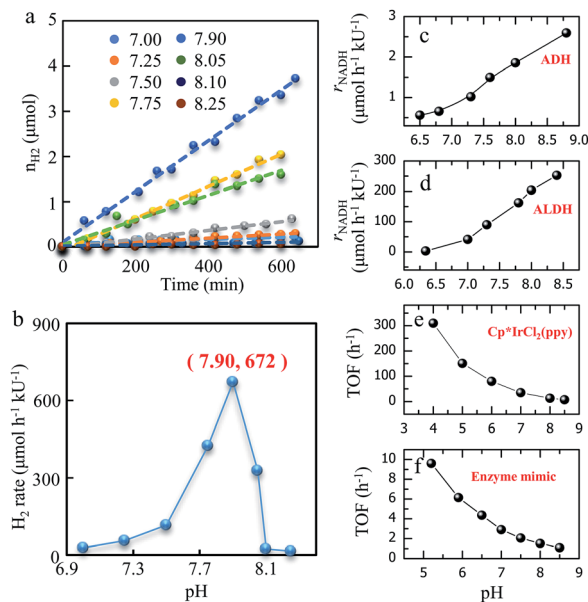 a
5
4
3
2
1
0
0 200 400 600 800
n_H2 (μmol)
Time (min)
7.00 7.90
7.25 8.05
7.50 8.10
7.75 8.25
b
900
600
300
0
6.9 7.3 7.7 8.1
H₂ rate (μmol h⁻¹ kU⁻¹)
pH
( 7.90, 672 )
c
3
2
1
0
6.5 7.0 7.5 8.0 8.5 9.0
r_NADH
(μmol h⁻¹ kU⁻¹)
ADH
d
300
200
100
0
6.0 6.5 7.0 7.5 8.0 8.5
r_NADH
(μmol h⁻¹ kU⁻¹)
ALDH
e
300
200
150
100
50
0
3 4 5 6 7 8 9
TOF (h⁻¹)
Cp*IrCl₂(ppy)
f
10
8
6
4
2
0
5 6 7 8 9
TOF (h⁻¹)
Enzyme mimic
pH